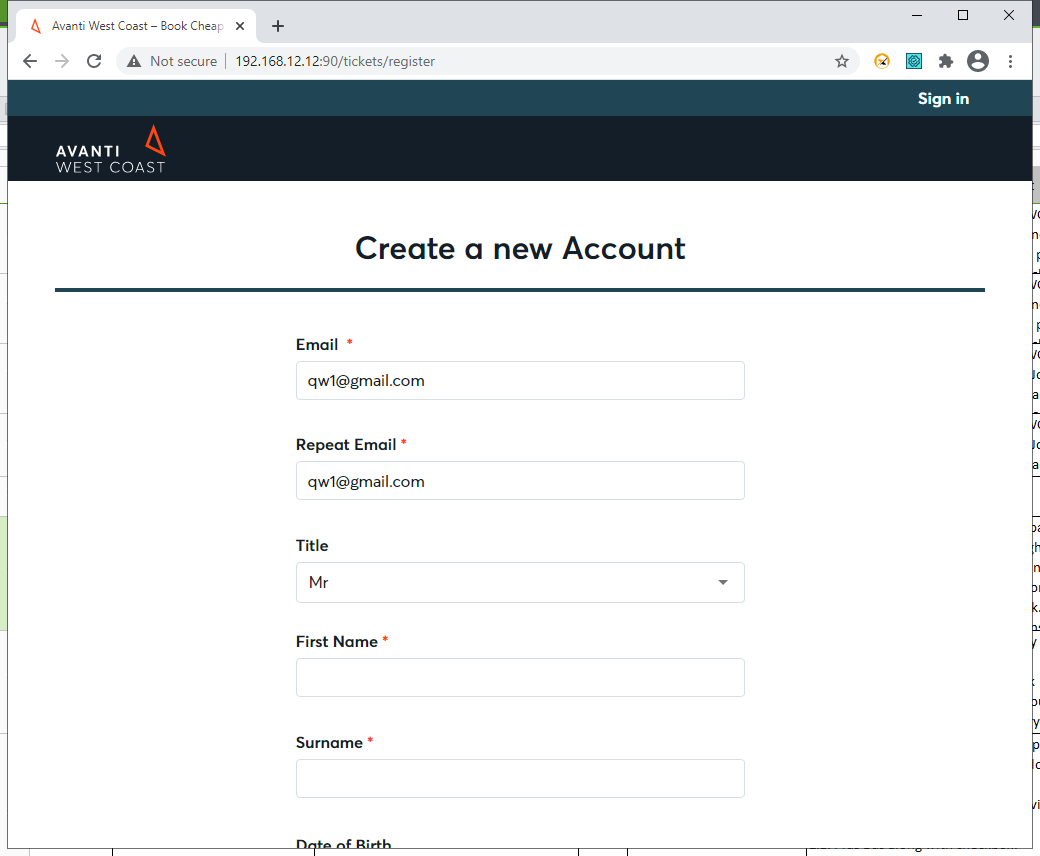 Avanti West Coast – Book Cheap
Not secure
192.168.12.12:90/tickets/register
Sign in
AVANTI
WEST COAST
Create a new Account
Email *
qw1@gmail.com
Repeat Email *
qw1@gmail.com
Title
Mr
First Name *
Surname *
Date of Birth